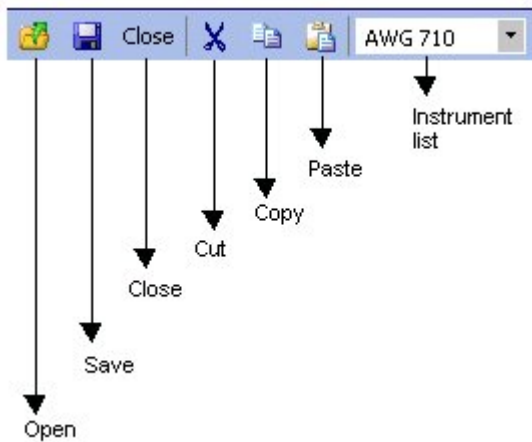 Close
AWG 710
Instrument
list
Paste
Copy
Cut
Close
Save
Open